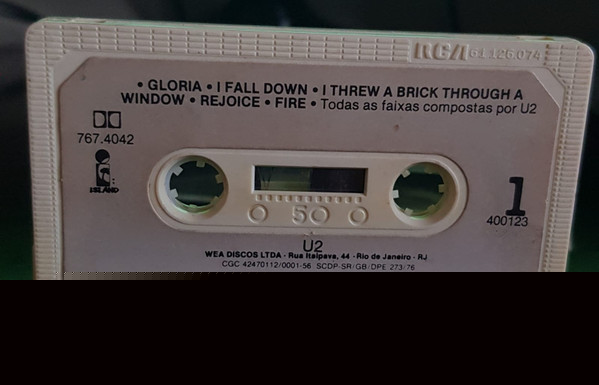 RCA 61 126.074
• GLORIA • I FALL DOWN • I THREW A BRICK THROUGH A
WINDOW • REJOICE • FIRE • Todas as faixas compostas por U2
767.4042
ISLAND
1
400123
50
U2
WEA DISCOS LTDA - Rua Itaipava, 44 - Rio de Janeiro - RJ
CGC 42470112/0001-56 SCDP-SR/GB/DPE 273/76